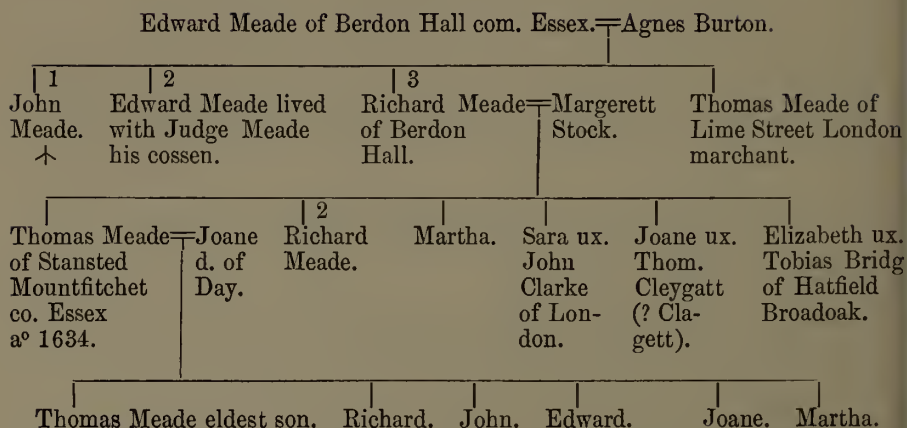 Edward Meade of Berdon Hall com. Essex.=Agnes Burton.
1 2 3
John Edward Meade lived Richard Meade=Margerett Thomas Meade of
Meade. with Judge Meade of Berdon Stock. Lime Street London
his cossen. Hall. marchant.
2
Thomas Meade=Joane Richard Martha. Sara ux. Joane ux. Elizabeth ux.
of Stansted d. of Meade. John Thom. Tobias Bridg
Mountfitchet Day. Clarke Cleygatt of Hatfield
co. Essex of Lon- (? Cla- Broadoak.
aº 1634. don. gett).
Thomas Meade eldest son. Richard. John. Edward. Joane. Martha.